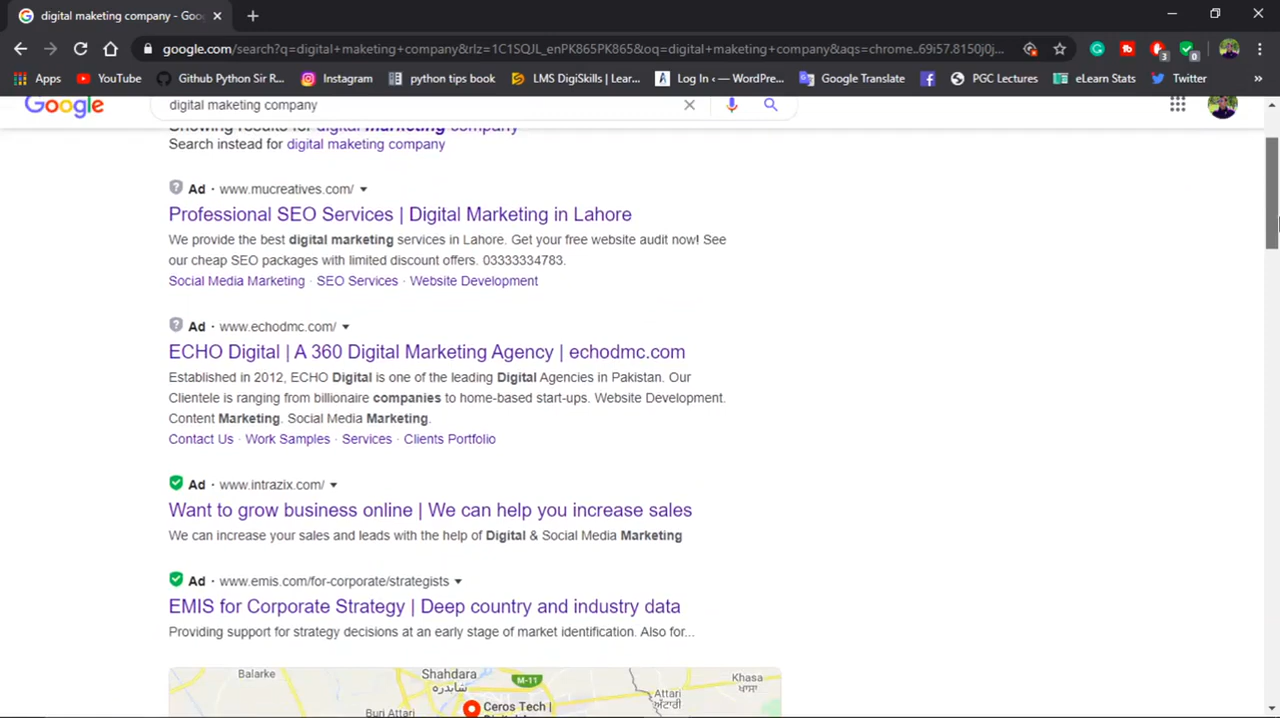 digital maketing company - Goo
google.com/search?q=digital+maketing+company&rlz=1C1SQJL_enPK865PK865&oq=digital+maketing+company&aqs=chrome..69i57.8150j0j...
3
0
Apps YouTube Github Python Sir R... Instagram python tips book LMS DigiSkills | Lear... Log In ‹ — WordPre... Google Translate PGC Lectures eLearn Stats Twitter »
Google digital maketing company
Showing results for digital marketing company
Search instead for digital maketing company
Ad · www.mucreatives.com/
Professional SEO Services | Digital Marketing in Lahore
We provide the best digital marketing services in Lahore. Get your free website audit now! See
our cheap SEO packages with limited discount offers. 03333334783.
Social Media Marketing · SEO Services · Website Development
Ad · www.echodmc.com/
ECHO Digital | A 360 Digital Marketing Agency | echodmc.com
Established in 2012, ECHO Digital is one of the leading Digital Agencies in Pakistan. Our
Clientele is ranging from billionaire companies to home-based start-ups. Website Development.
Content Marketing. Social Media Marketing.
Contact Us · Work Samples · Services · Clients Portfolio
Ad · www.intrazix.com/
Want to grow business online | We can help you increase sales
We can increase your sales and leads with the help of Digital & Social Media Marketing
Ad · www.emis.com/for-corporate/strategists
EMIS for Corporate Strategy | Deep country and industry data
Providing support for strategy decisions at an early stage of market identification. Also for...
Balarke
Shahdara
شاہدرہ
M-11
Khasa
ਖਾਸਾ
Attari
ਅੱਟਾਰੀ
Ceros Tech |
Buri Attari